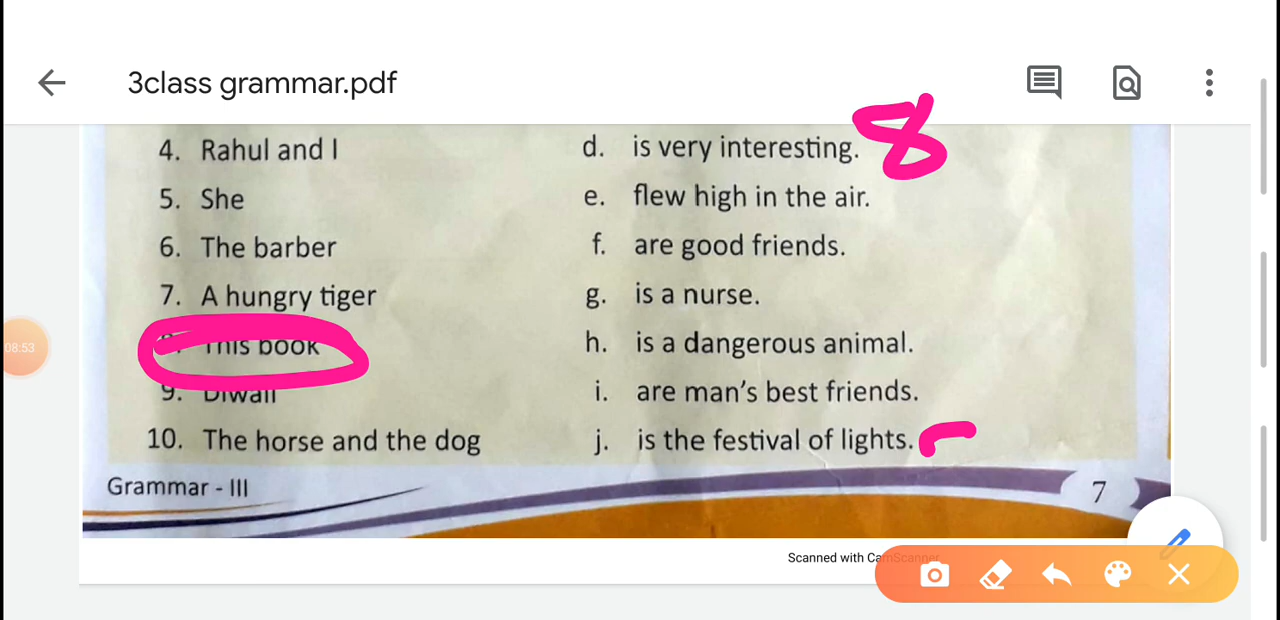 3class grammar.pdf
4. Rahul and I
5. She
6. The barber
7. A hungry tiger
This book
9. Diwali
10. The horse and the dog
d. is very interesting. 8
e. flew high in the air.
f. are good friends.
g. is a nurse.
h. is a dangerous animal.
i. are man's best friends.
j. is the festival of lights.
08:53
Grammar - III
7
Scanned with CamScanner